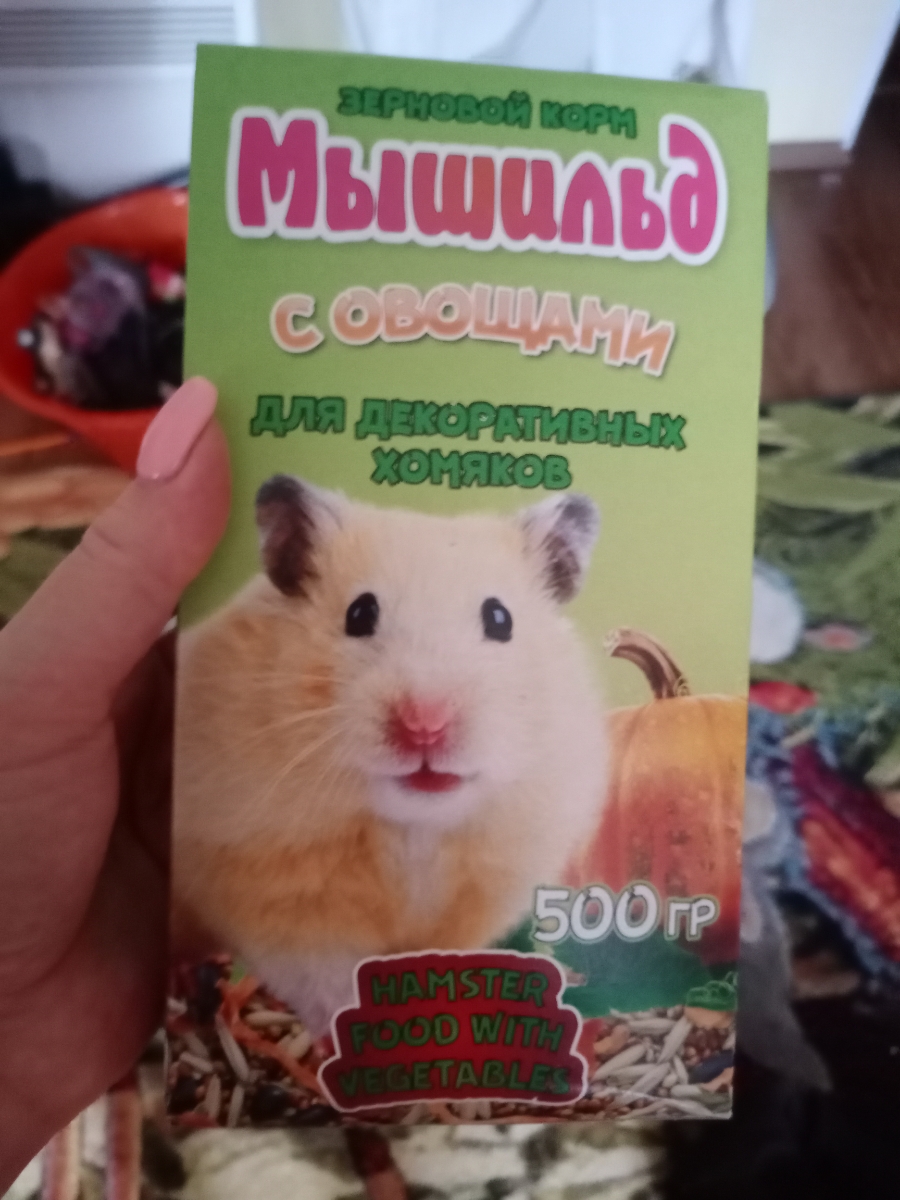 ЗЕРНОВОЙ КОРМ
Мышильд
С ОВОЩАМИ
ДЛЯ ДЕКОРАТИВНЫХ
ХОМЯКОВ
500 ГР
HAMSTER
FOOD WITH
VEGETABLES